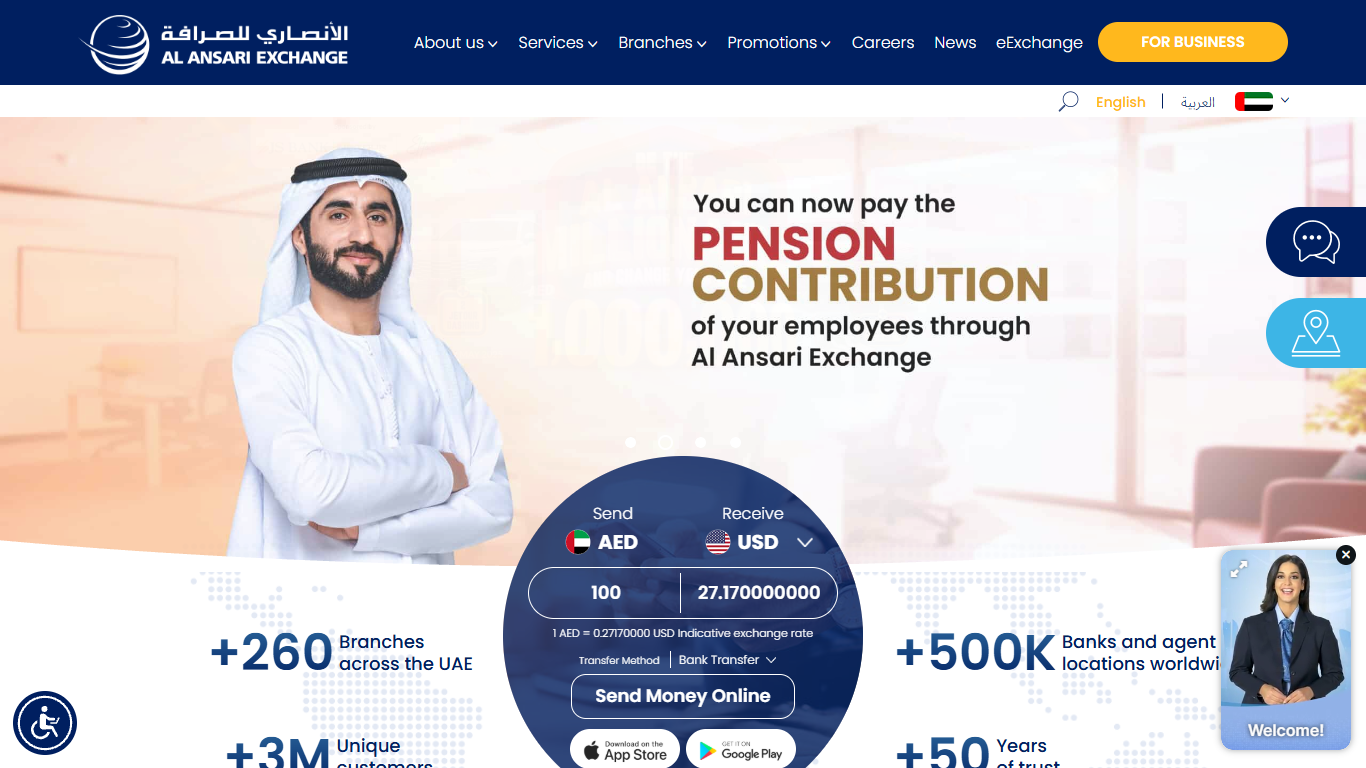 الأنصاري للصرافة
AL ANSARI EXCHANGE
About us
Services
Branches
Promotions
Careers
News
eExchange
FOR BUSINESS
English
العربية
You can now pay the
PENSION
CONTRIBUTION
of your employees through
Al Ansari Exchange
Send
Receive
AED
USD
100
27.170000000
1 AED = 0.27170000 USD Indicative exchange rate
Transfer Method
Bank Transfer
Send Money Online
Download on the
App Store
GET IT ON
Google Play
+260
Branches
across the UAE
+500K
Banks and agent
locations
+3M
Unique
customers
+50
Years
of trust
Welcome!